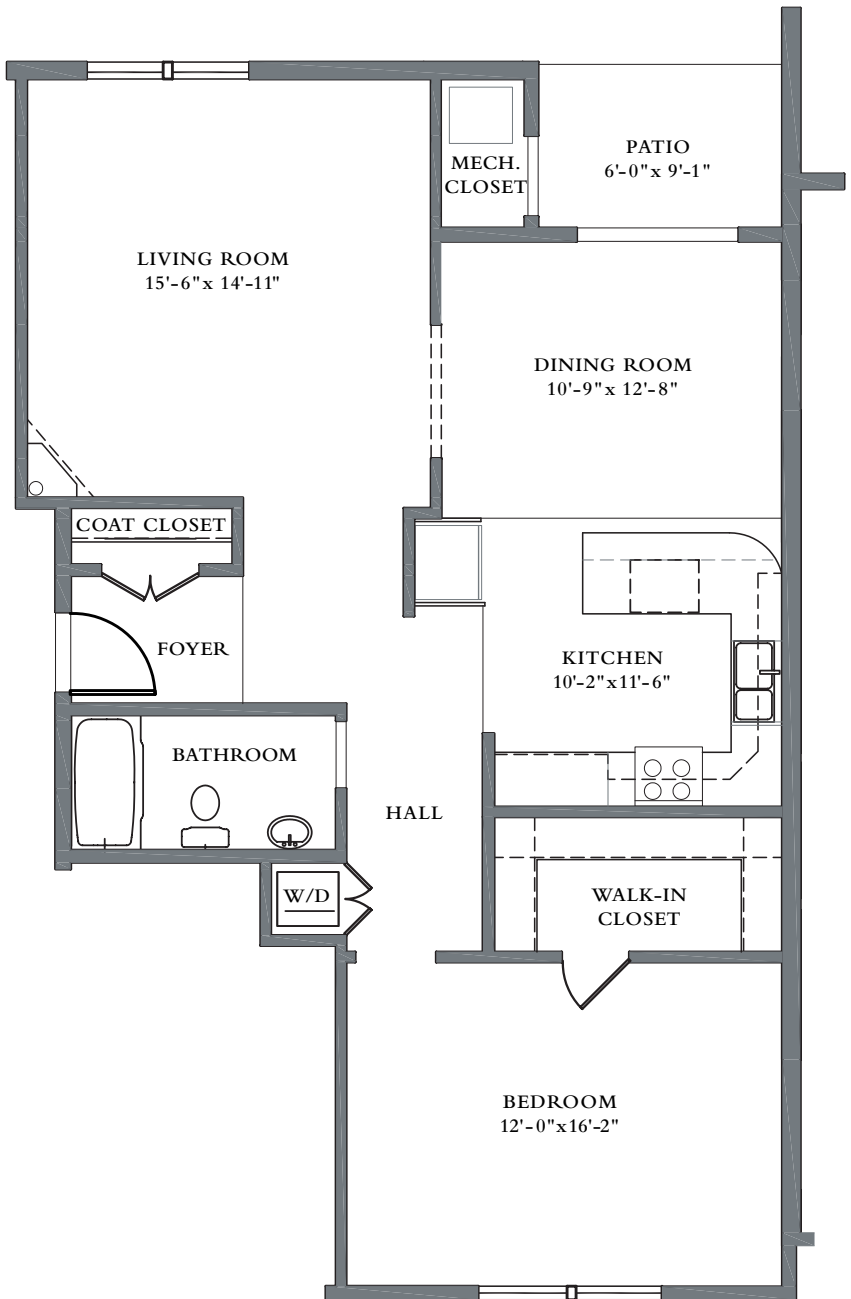 PATIO
6'-0"x 9'-1"
MECH.
CLOSET
LIVING ROOM
15'-6"x 14'-11"
DINING ROOM
10'-9"x 12'-8"
COAT CLOSET
FOYER
KITCHEN
10'-2"x11'-6"
BATHROOM
HALL
W/D
WALK-IN
CLOSET
BEDROOM
12'-0"x16'-2"